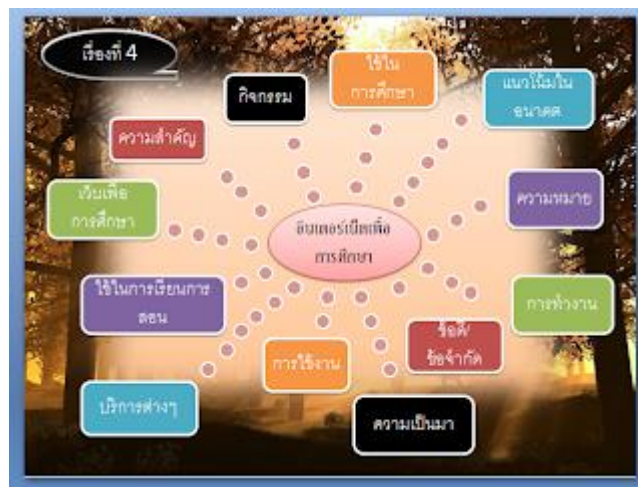 เรื่องที่ 4
ใช้ใน
การศึกษา
กิจกรรม
แนวโน้มใน
อนาคต
ความสำคัญ
เว็บเพื่อ
การศึกษา
ความหมาย
อินเตอร์เน็ตเพื่อ
การศึกษา
ใช้ในการเรียนการ
สอน
การทำงาน
ข้อดี/
ข้อจำกัด
การใช้งาน
บริการต่างๆ
ความเป็นมา